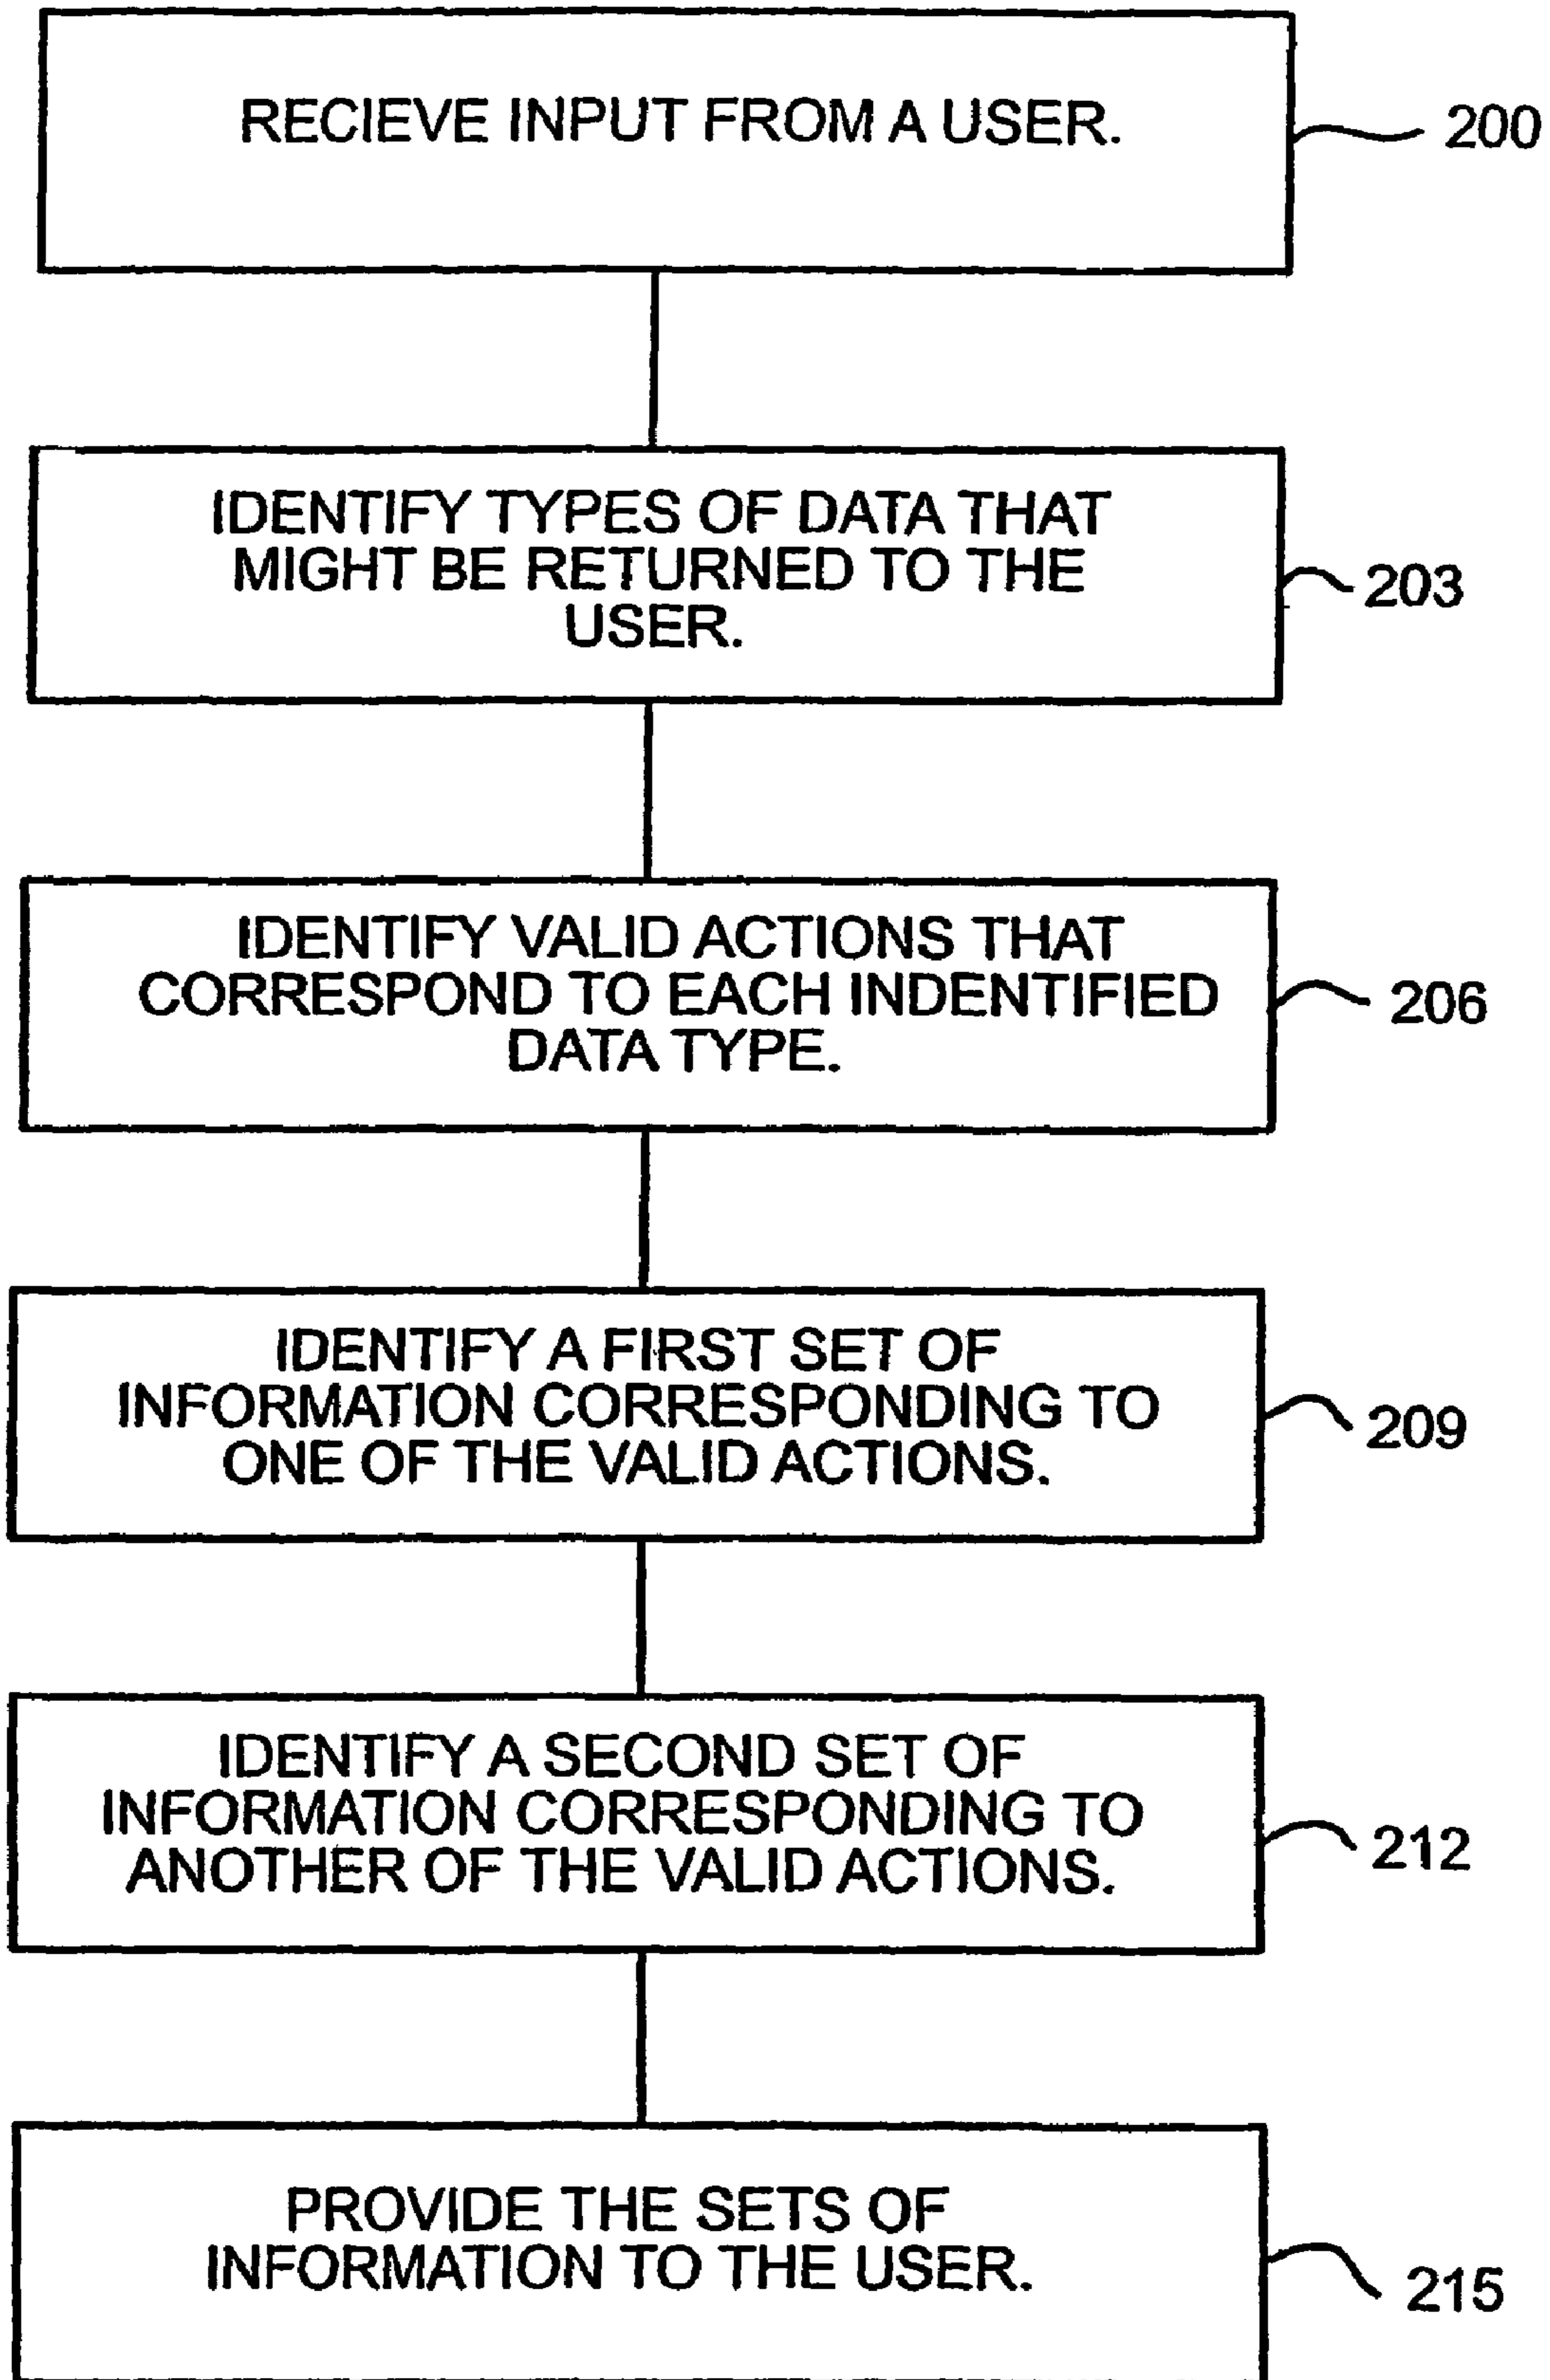 RECIEVE INPUT FROM A USER.
200
IDENTIFY TYPES OF DATA THAT
MIGHT BE RETURNED TO THE
USER.
203
IDENTIFY VALID ACTIONS THAT
CORRESPOND TO EACH INDENTIFIED
DATA TYPE.
206
IDENTIFY A FIRST SET OF
INFORMATION CORRESPONDING TO
ONE OF THE VALID ACTIONS.
209
IDENTIFY A SECOND SET OF
INFORMATION CORRESPONDING TO
ANOTHER OF THE VALID ACTIONS.
212
PROVIDE THE SETS OF
INFORMATION TO THE USER.
215